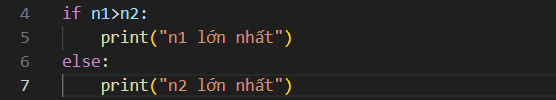 4 if n1>n2:
5     print("n1 lớn nhất")
6 else:
7     print("n2 lớn nhất")